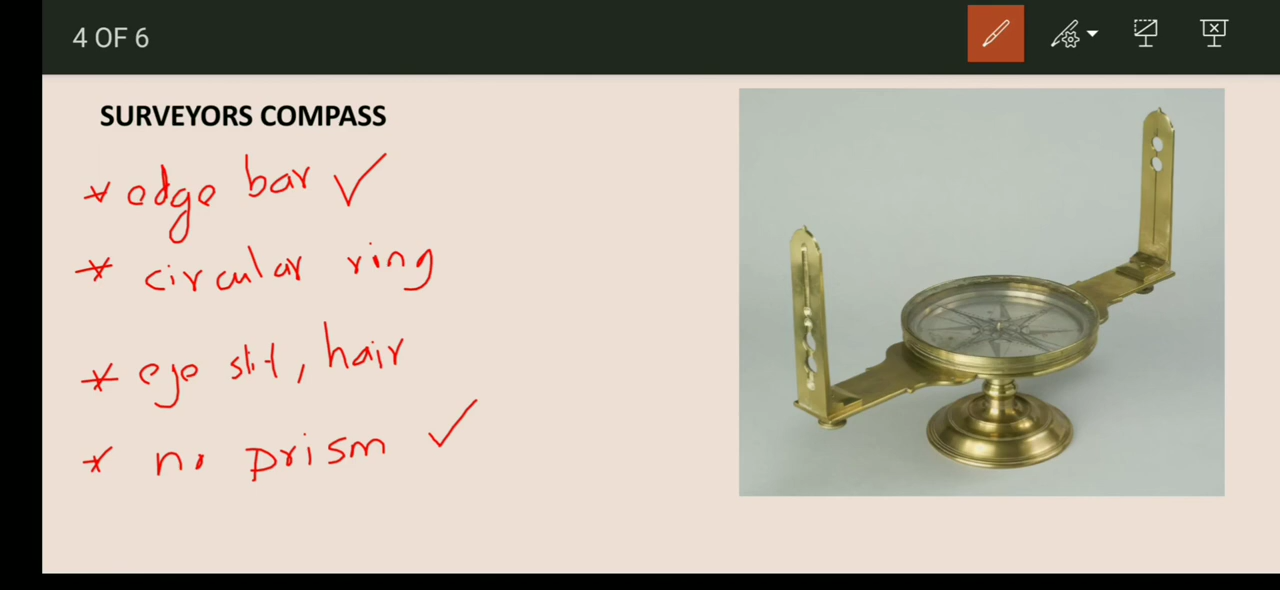 4 OF 6
SURVEYORS COMPASS
* edge bar ✓
* circular ring
* eye slit, hair
* no prism ✓